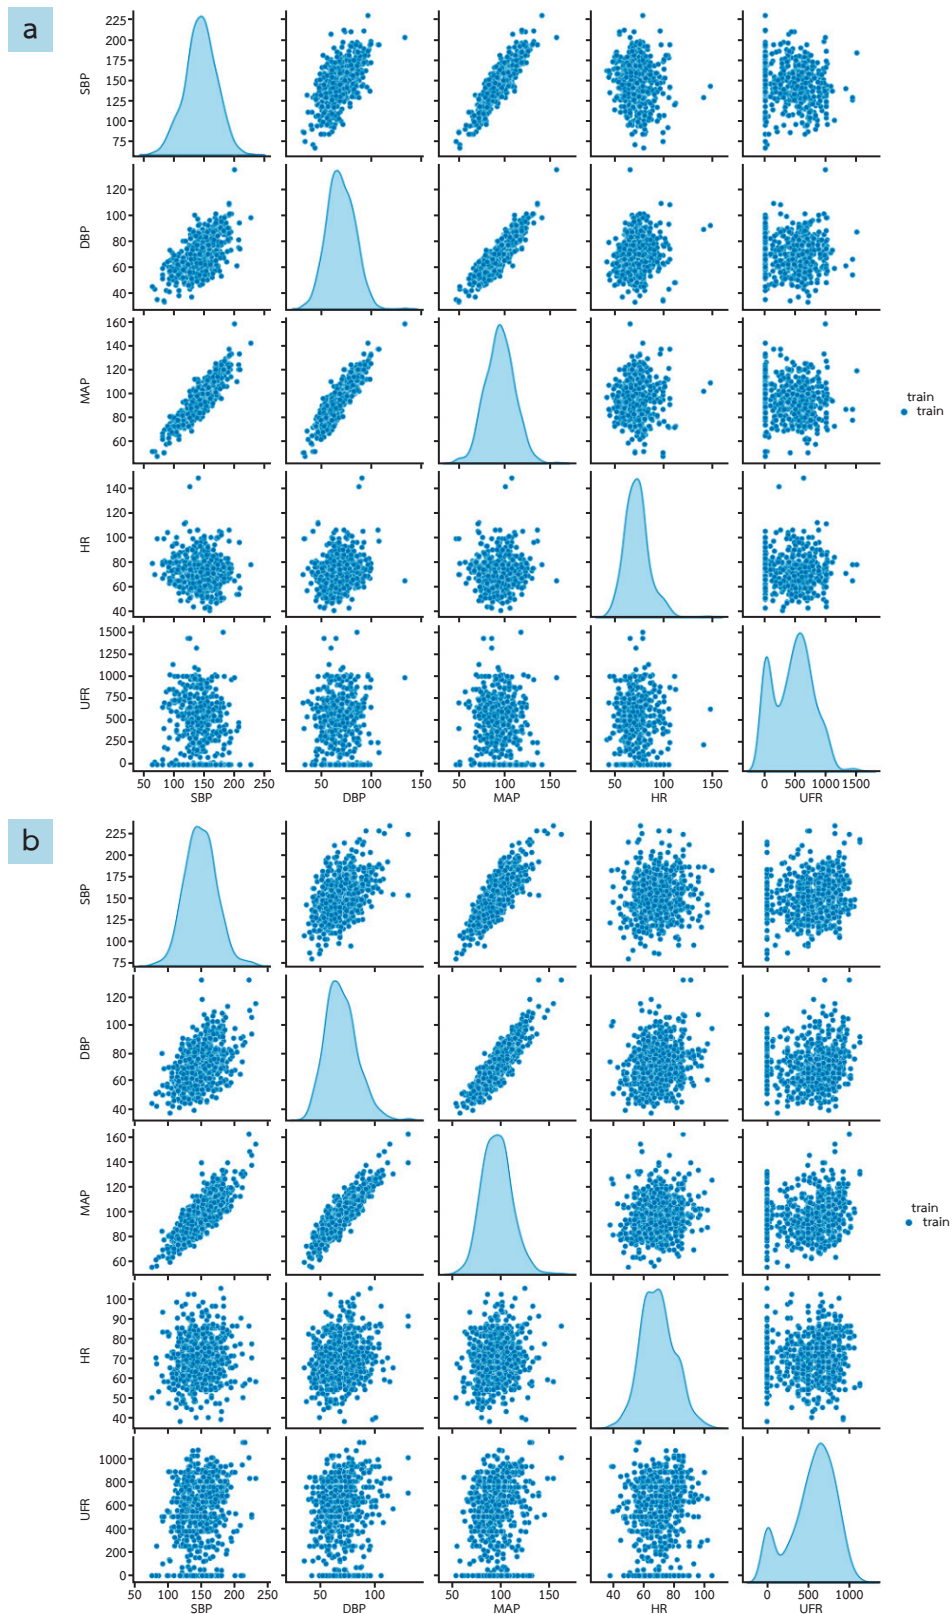 a
225
200
175
150
125
100
75
SBP
120
100
80
60
40
DBP
160
140
120
100
80
60
MAP
train
train
140
120
100
80
60
40
HR
1500
1250
1000
750
500
250
0
UFR
50 100 150 200 250
50 100 150
50 100 150
50 100 150
0 500 1000 1500
SBP DBP MAP HR UFR
b
225
200
175
150
125
100
75
SBP
120
100
80
60
40
DBP
160
140
120
100
80
60
MAP
train
train
100
90
80
70
60
50
40
HR
1000
800
600
400
200
0
UFR
50 100 150 200 250
50 100
50 100 150
40 60 80 100
0 500 1000
SBP DBP MAP HR UFR